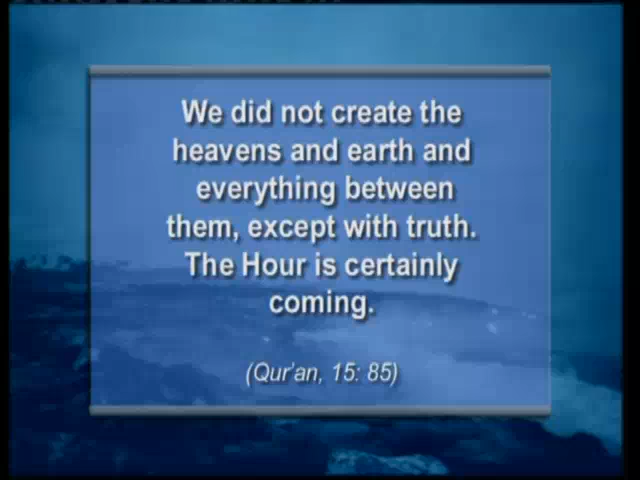 We did not create the
heavens and earth and
everything between
them, except with truth.
The Hour is certainly
coming.
(Qur'an, 15: 85)